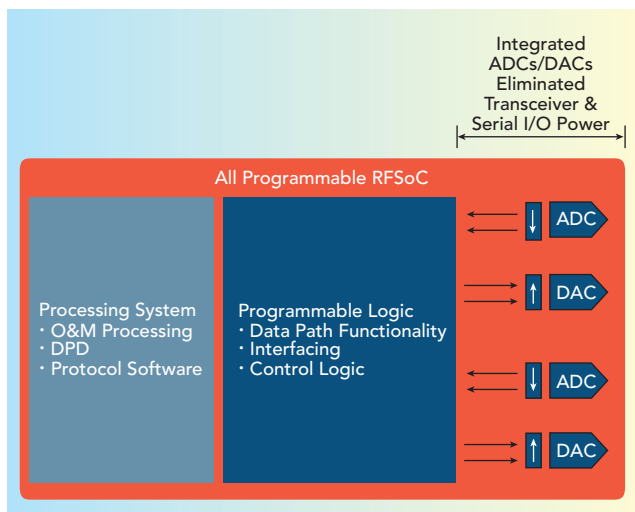 Integrated
ADCs/DACs
Eliminated
Transceiver &
Serial I/O Power
All Programmable RFSoC
Processing System
· O&M Processing
· DPD
· Protocol Software
Programmable Logic
· Data Path Functionality
· Interfacing
· Control Logic
ADC
DAC
ADC
DAC